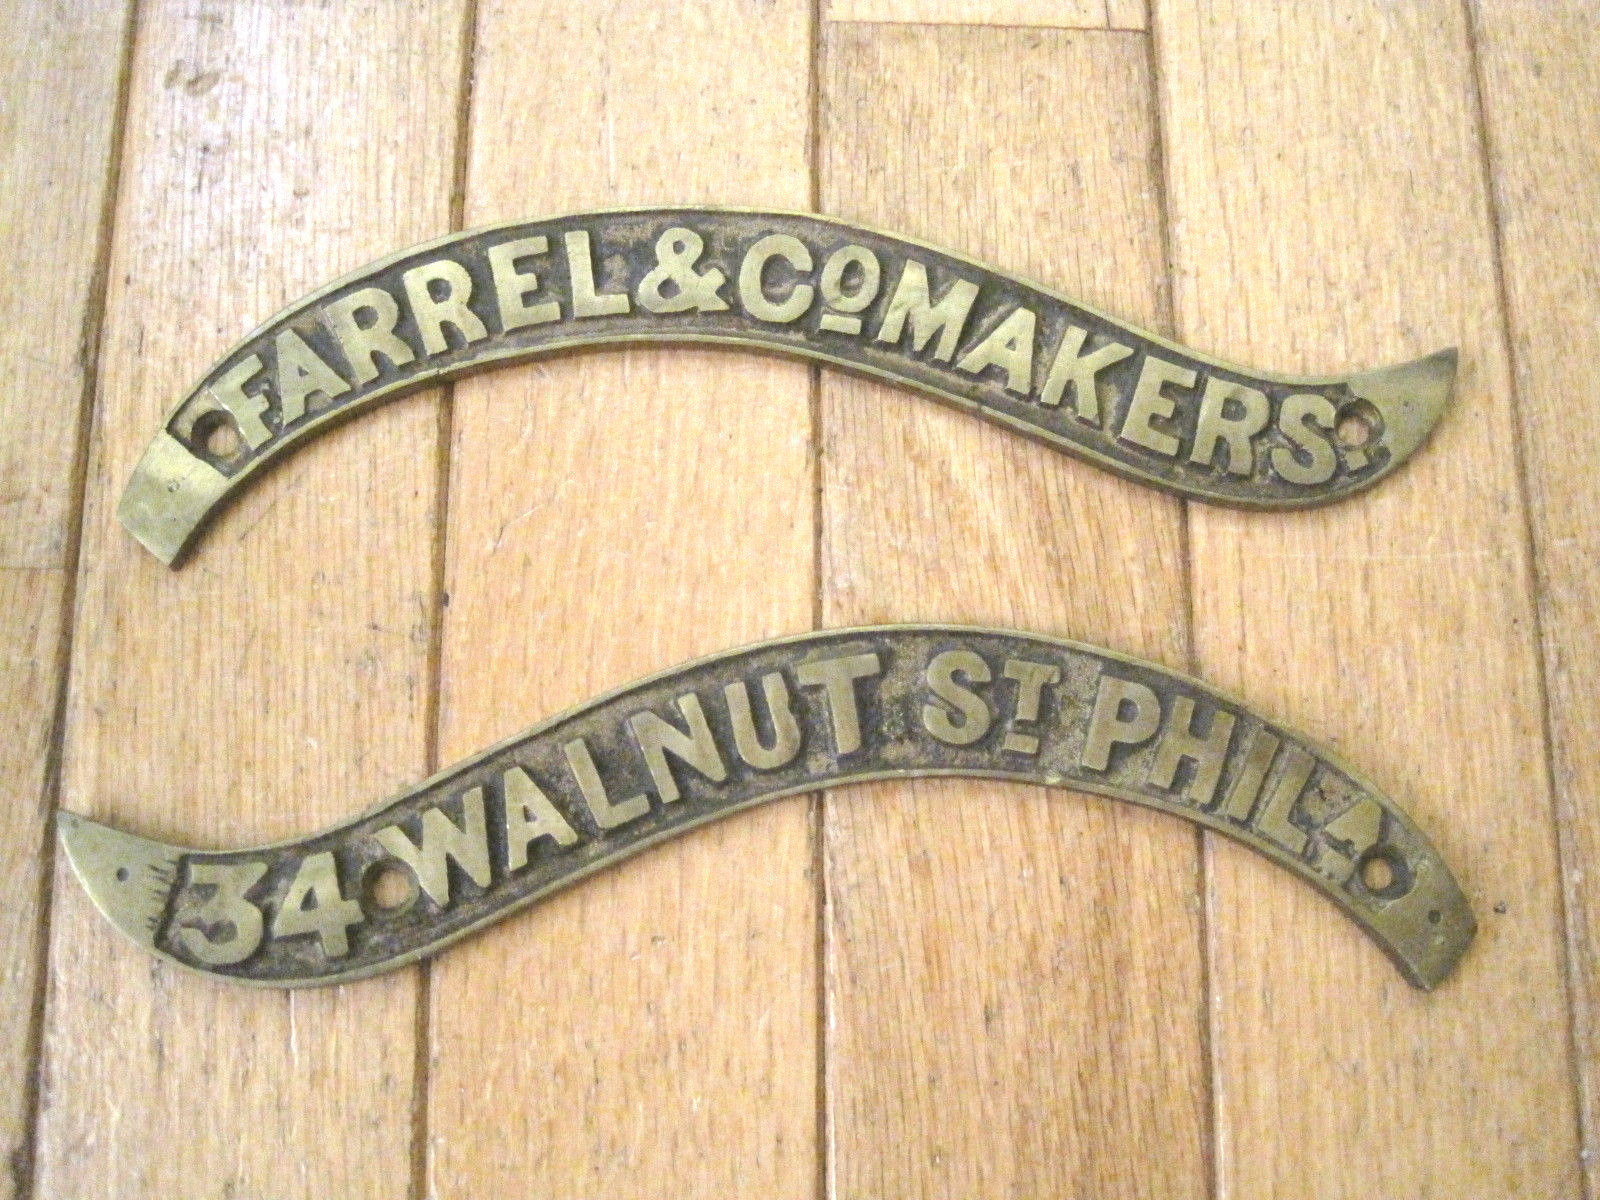 FARREL & Co MAKERS.
34 WALNUT ST PHILA